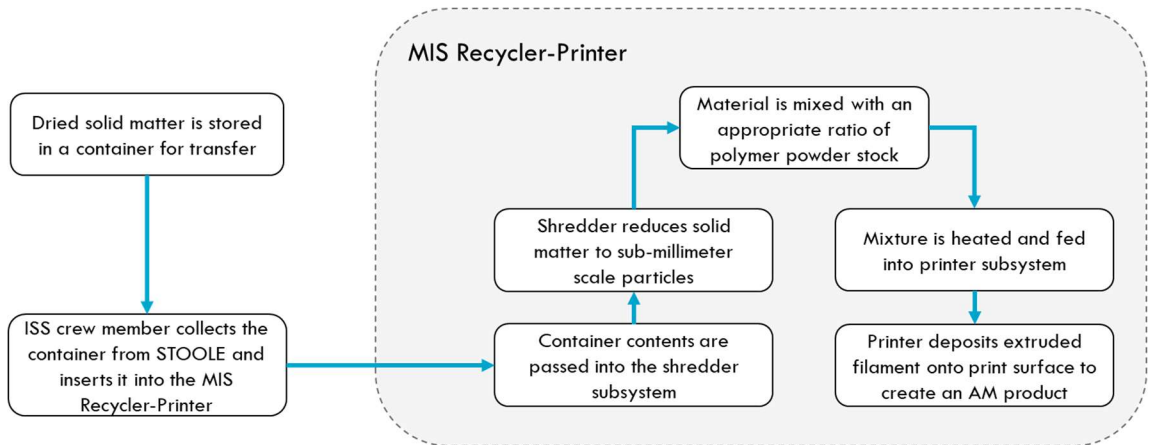 MIS Recycler-Printer
Dried solid matter is stored
in a container for transfer
ISS crew member collects the
container from STOOLE and
inserts it into the MIS
Recycler-Printer
Container contents are
passed into the shredder
subsystem
Shredder reduces solid
matter to sub-millimeter
scale particles
Material is mixed with an
appropriate ratio of
polymer powder stock
Mixture is heated and fed
into printer subsystem
Printer deposits extruded
filament onto print surface to
create an AM product